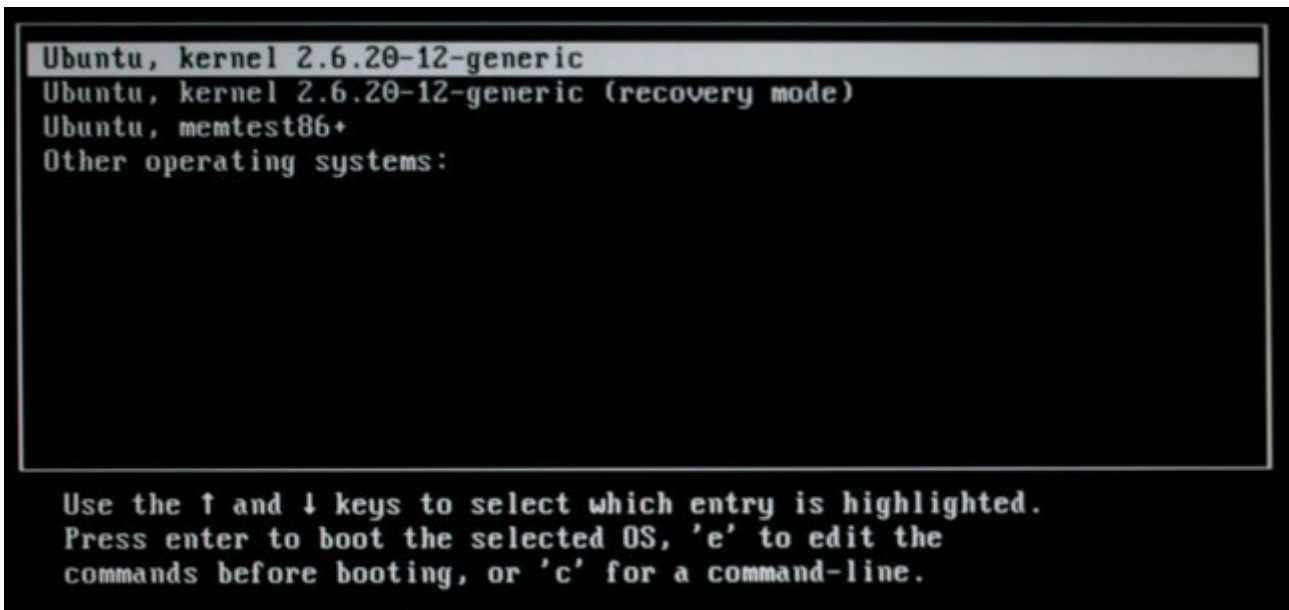 Ubuntu, kernel 2.6.20-12-generic
Ubuntu, kernel 2.6.20-12-generic (recovery mode)
Ubuntu, memtest86+
Other operating systems:
Use the ↑ and ↓ keys to select which entry is highlighted.
Press enter to boot the selected OS, 'e' to edit the
commands before booting, or 'c' for a command-line.